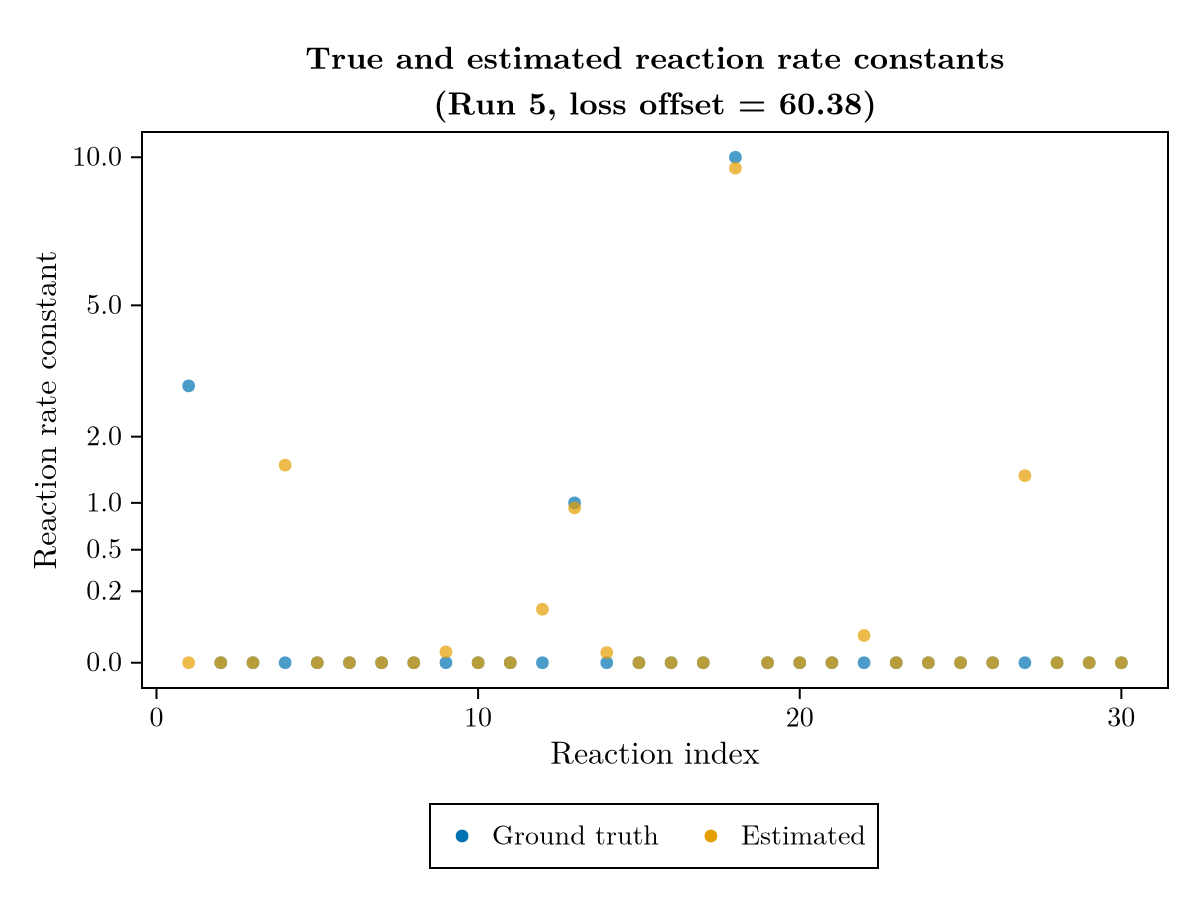 True and estimated reaction rate constants
(Run 5, loss offset = 60.38)
Reaction rate constant
10.0
5.0
2.0
1.0
0.5
0.2
0.0
0 10 20 30
Reaction index
Ground truth Estimated